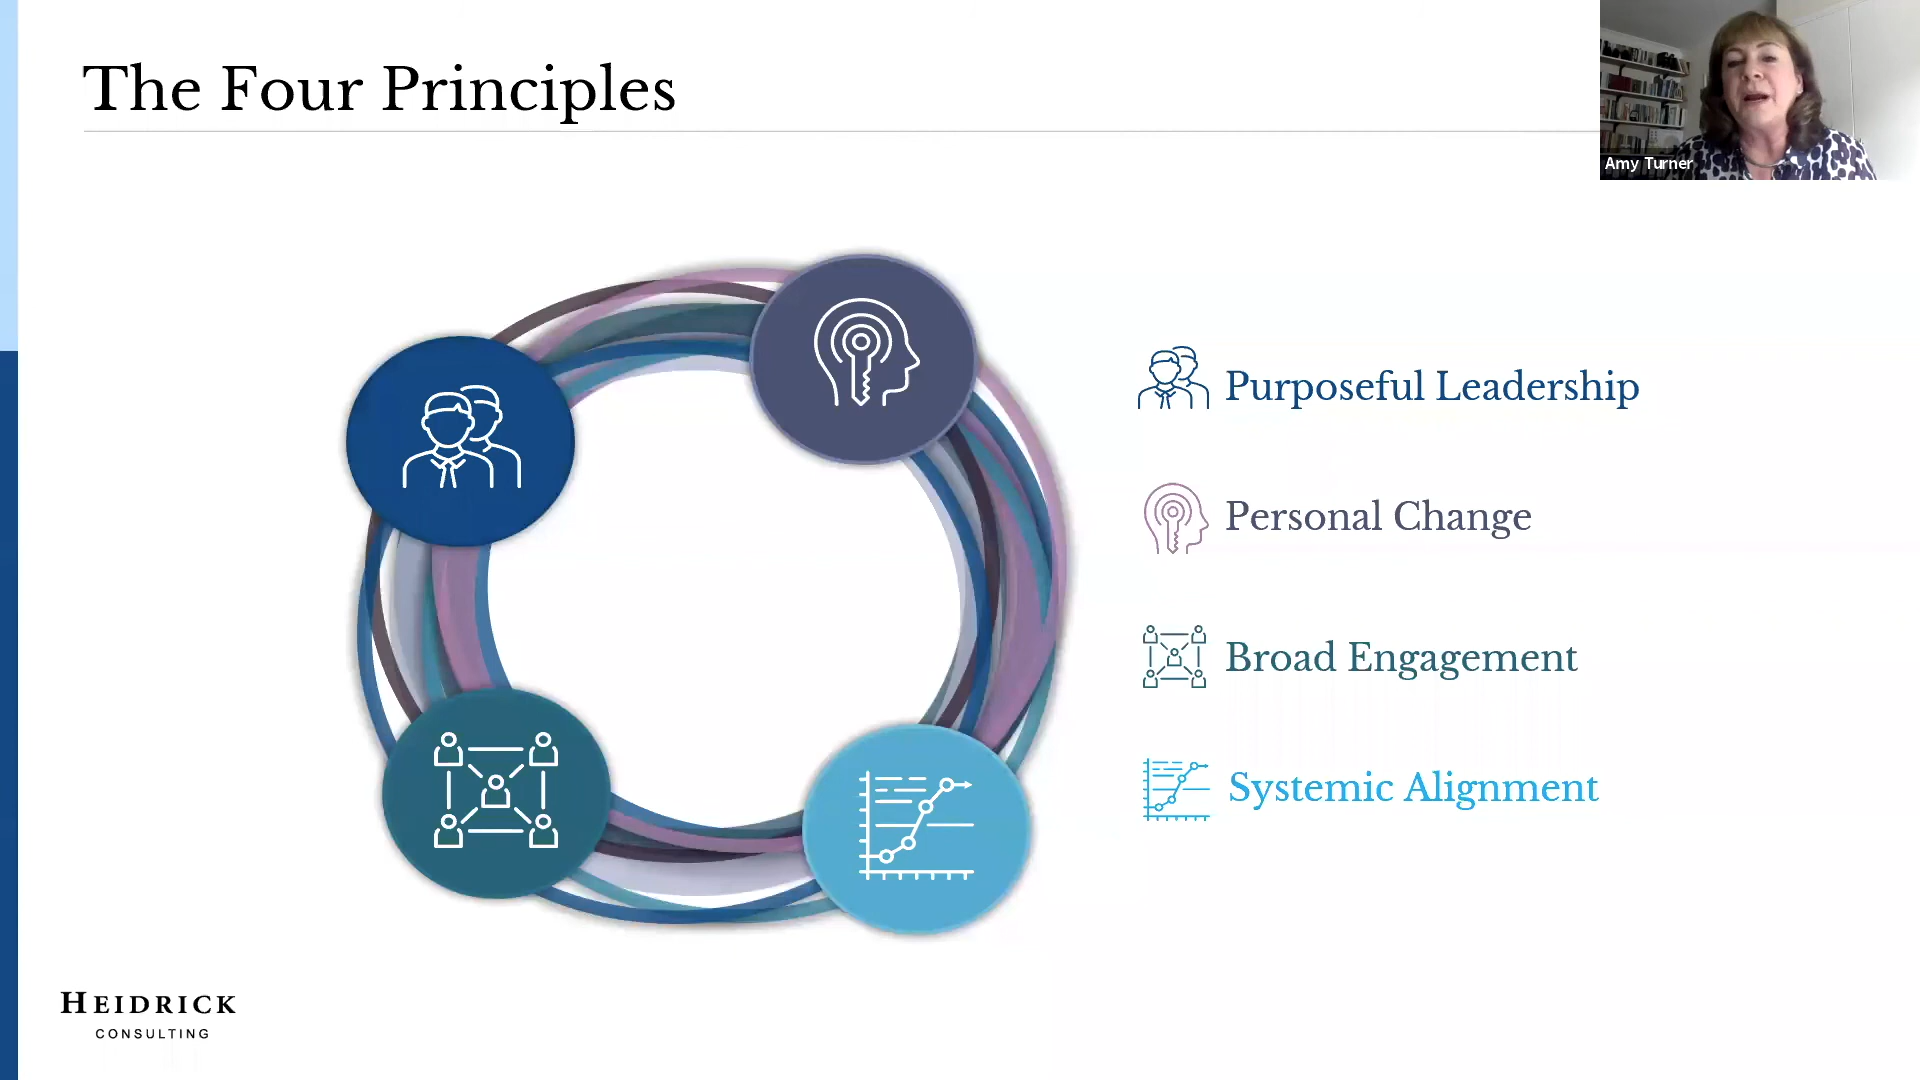 The Four Principles
Amy Turner
Purposeful Leadership
Personal Change
Broad Engagement
Systemic Alignment
HEIDRICK
CONSULTING